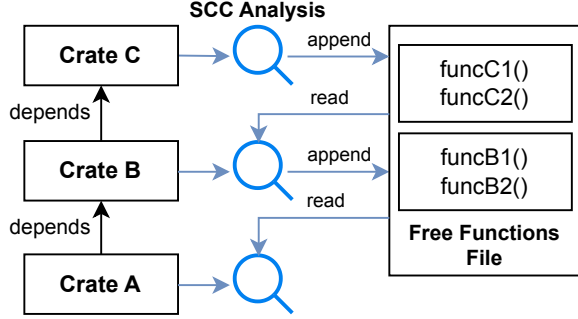 SCC Analysis
Crate C
append
funcC1()
funcC2()
depends
read
Crate B
append
funcB1()
funcB2()
depends
read
Free Functions
File
Crate A